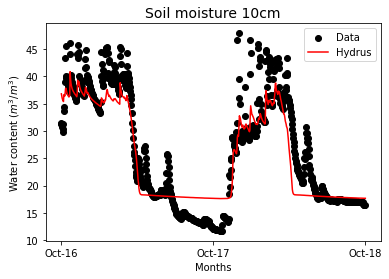 Soil moisture 10cm
Data
Hydrus
Water content (m³/m³)
45
40
35
30
25
20
15
10
Oct-16 Oct-17 Oct-18
Months